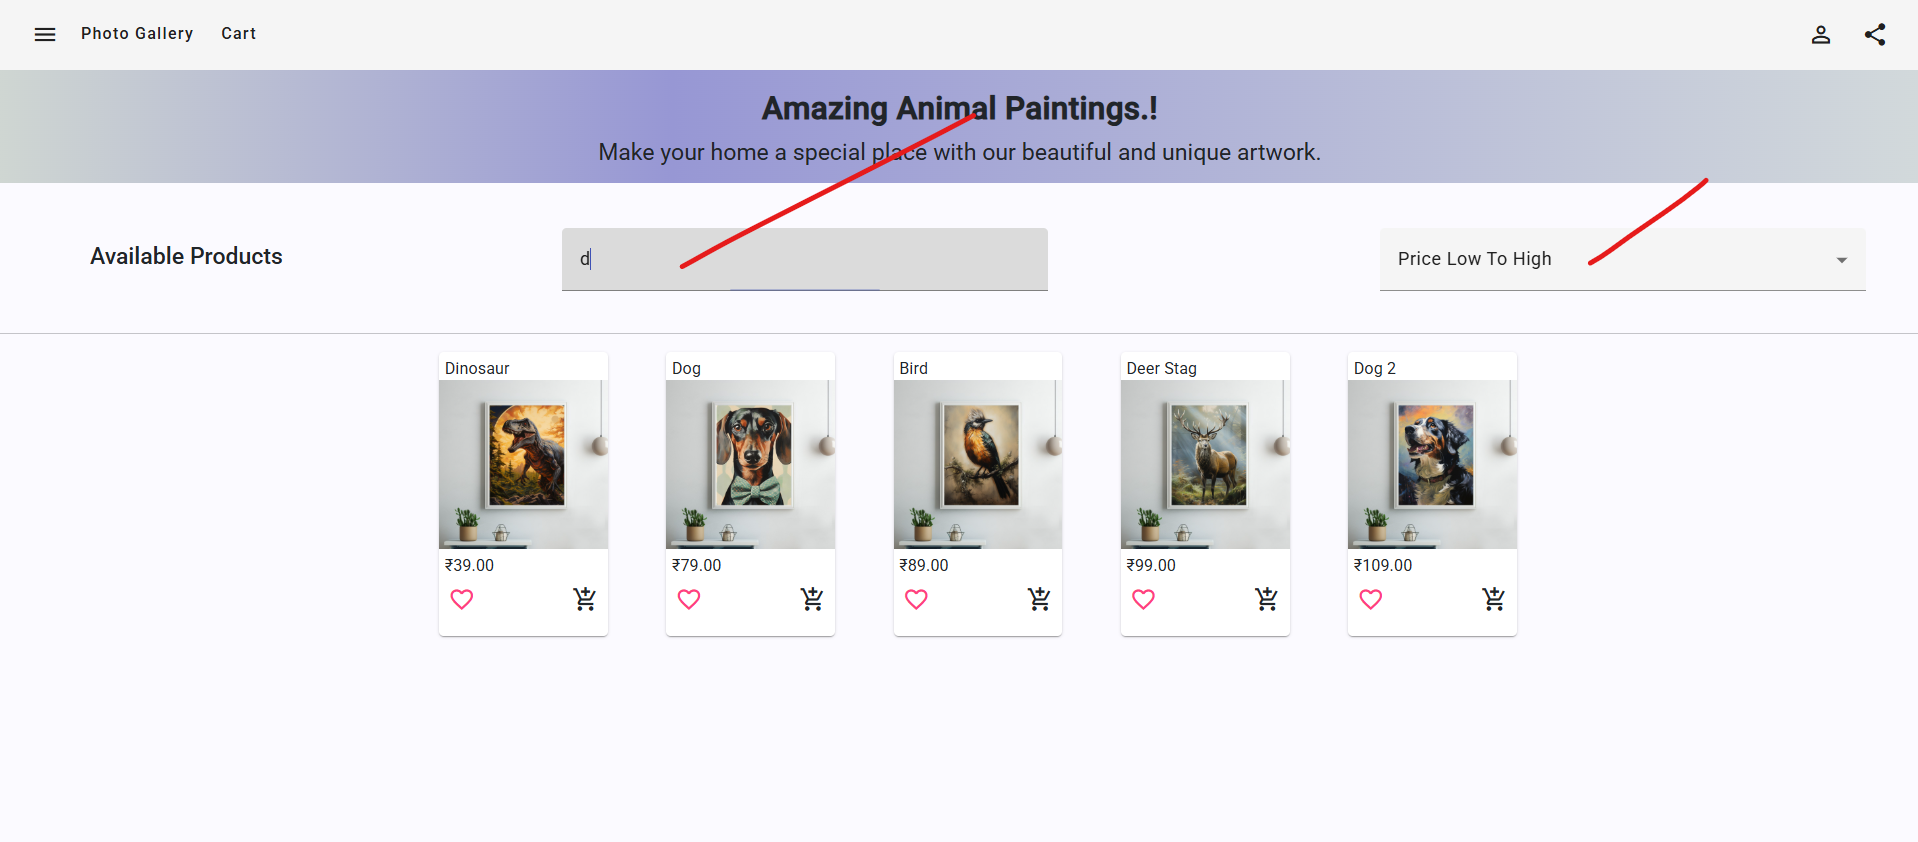 Photo Gallery Cart
Amazing Animal Paintings.!
Make your home a special place with our beautiful and unique artwork.
Available Products
d
Price Low To High
Dinosaur
Dog
Bird
Deer Stag
Dog 2
₹39.00
₹79.00
₹89.00
₹99.00
₹109.00